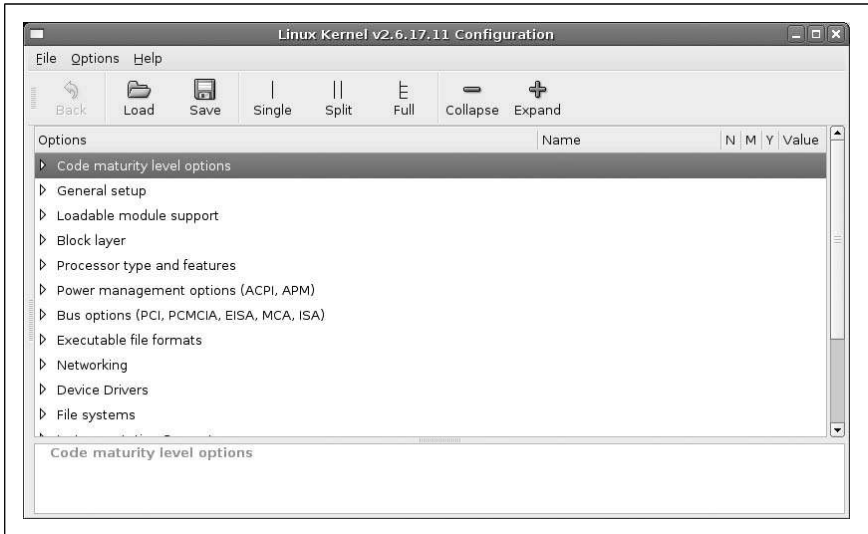 Linux Kernel v2.6.17.11 Configuration
File Options Help
Back Load Save Single Split Full Collapse Expand
Options Name N M Y Value
Code maturity level options
General setup
Loadable module support
Block layer
Processor type and features
Power management options (ACPI, APM)
Bus options (PCI, PCMCIA, EISA, MCA, ISA)
Executable file formats
Networking
Device Drivers
File systems
Code maturity level options